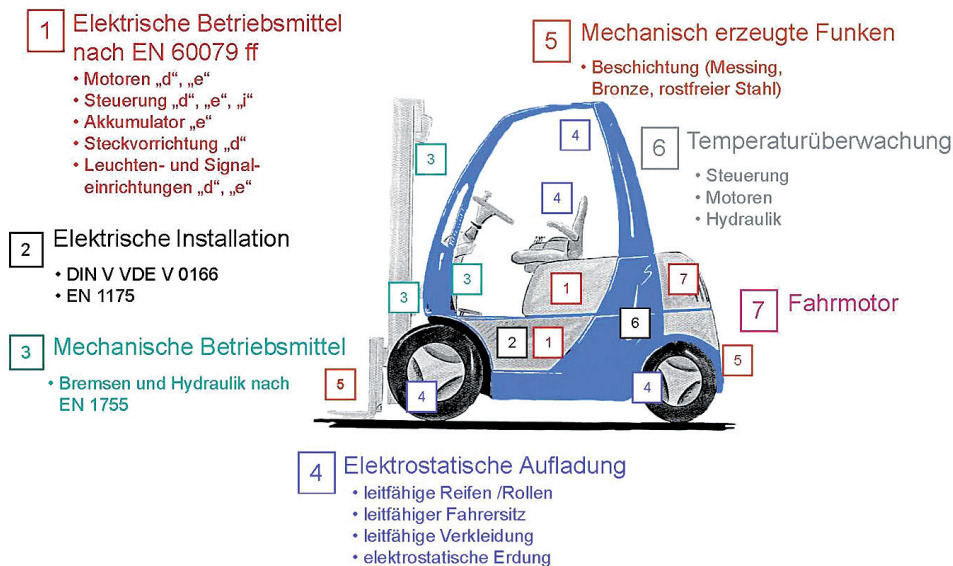 1 Elektrische Betriebsmittel
nach EN 60079 ff
• Motoren „d“, „e“
• Steuerung „d“, „e“, „i“
• Akkumulator „e“
• Steckvorrichtung „d“
• Leuchten- und Signal-
einrichtungen „d“, „e“
2 Elektrische Installation
• DIN V VDE V 0166
• EN 1175
3 Mechanische Betriebsmittel
• Bremsen und Hydraulik nach
EN 1755
4 Elektrostatische Aufladung
• leitfähige Reifen /Rollen
• leitfähiger Fahrersitz
• leitfähige Verkleidung
• elektrostatische Erdung
5 Mechanisch erzeugte Funken
• Beschichtung (Messing,
Bronze, rostfreier Stahl)
6 Temperaturüberwachung
• Steuerung
• Motoren
• Hydraulik
7 Fahrmotor
4
3
4
3
3
1
7
2
1
6
5
5
4
4